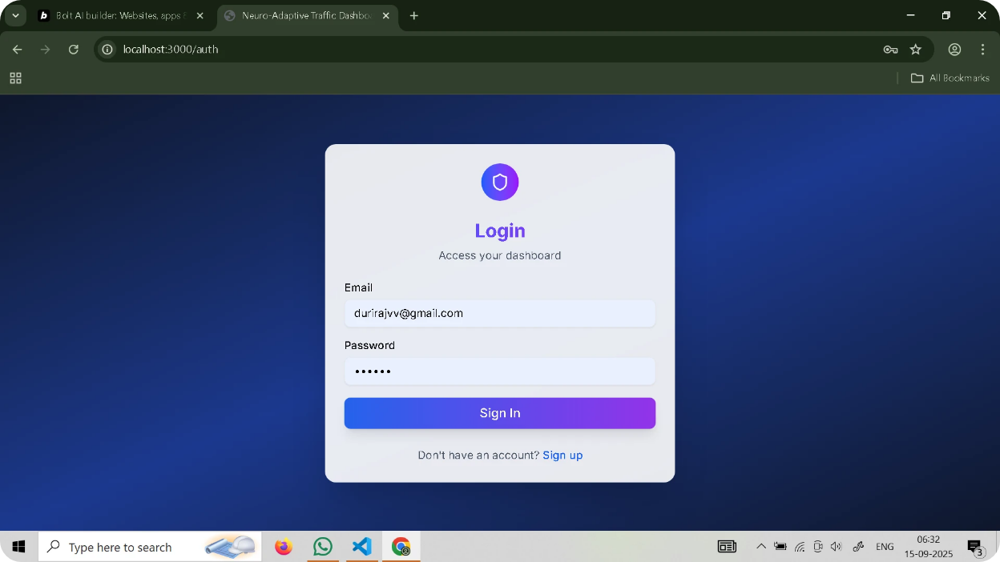 Bolt AI builder: Websites, apps
Neuro-Adaptive Traffic Dashbo
localhost:3000/auth
All Bookmarks
Login
Access your dashboard
Email
durirajvv@gmail.com
Password
••••••
Sign In
Don't have an account? Sign up
Type here to search
ENG
06:32
15-09-2025
3